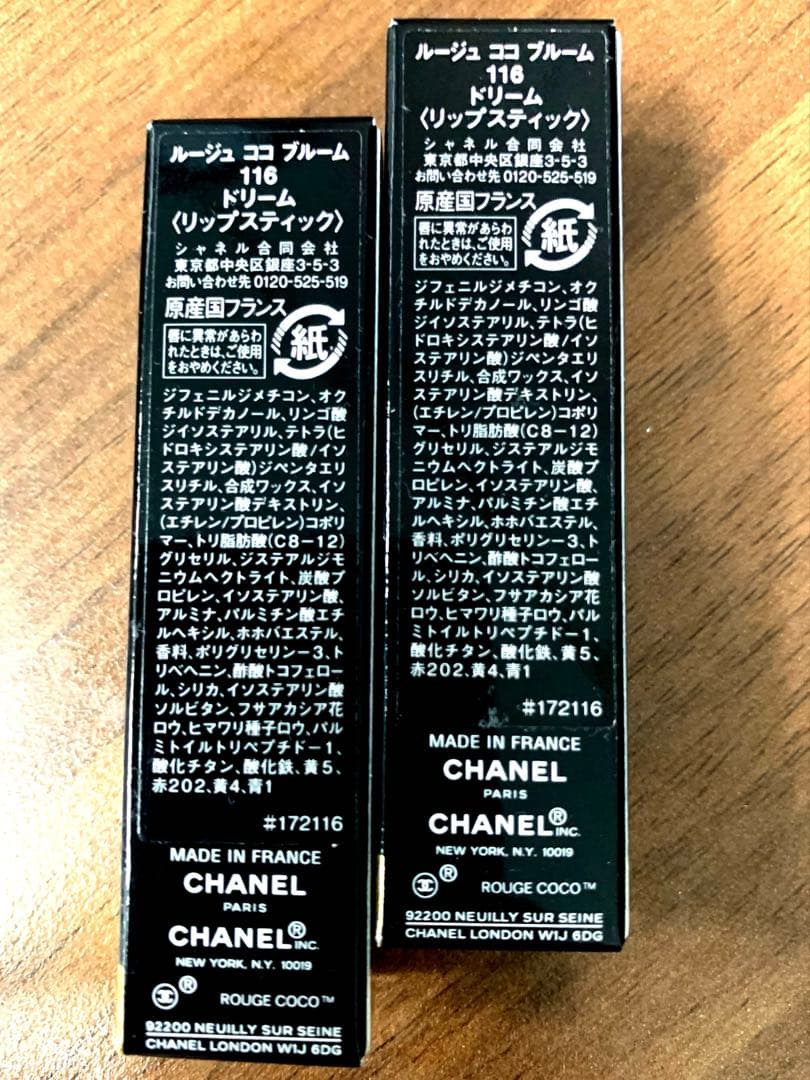 ルージュ ココ ブルーム
116
ドリーム
〈リップスティック〉
シャネル合同会社
東京都中央区銀座3-5-3
お問い合わせ先 0120-525-519
原産国フランス
唇に異常があらわ
れたときは、ご使用
をおやめください。
紙
ジフェニルジメチコン、オク
チルドデカノール、リンゴ酸
ジイソステアリル、テトラ(ヒ
ドロキシステアリン酸/イソ
ステアリン酸)ジペンタエリ
スリチル、合成ワックス、イソ
ステアリン酸デキストリン、
(エチレン/プロピレン)コポリ
マー、トリ脂肪酸(C8-12)
グリセリル、ジステアルジモ
ニウムヘクトライト、炭酸プ
ロピレン、イソステアリン酸、
アルミナ、パルミチン酸エチ
ルヘキシル、ホホバエステル、
香料、ポリグリセリン-3、ト
リベヘニン、酢酸トコフェロー
ル、シリカ、イソステアリン酸
ソルビタン、フサアカシア花
ロウ、ヒマワリ種子ロウ、パル
ミトイルトリペプチド-1、
酸化チタン、酸化鉄、黄5、
赤202、黄4、青1
#172116
MADE IN FRANCE
CHANEL
PARIS
CHANEL® INC.
NEW YORK, N.Y. 10019
® ROUGE COCO™
92200 NEUILLY SUR SEINE
CHANEL LONDON W1J 6DG
ルージュ ココ ブルーム
116
ドリーム
〈リップスティック〉
シャネル合同会社
東京都中央区銀座3-5-3
お問い合わせ先 0120-525-519
原産国フランス
唇に異常があらわ
れたときは、ご使用
をおやめください。
紙
ジフェニルジメチコン、オク
チルドデカノール、リンゴ酸
ジイソステアリル、テトラ(ヒ
ドロキシステアリン酸/イソ
ステアリン酸)ジペンタエリ
スリチル、合成ワックス、イソ
ステアリン酸デキストリン、
(エチレン/プロピレン)コポリ
マー、トリ脂肪酸(C8-12)
グリセリル、ジステアルジモ
ニウムヘクトライト、炭酸プ
ロピレン、イソステアリン酸、
アルミナ、パルミチン酸エチ
ルヘキシル、ホホバエステル、
香料、ポリグリセリン-3、ト
リベヘニン、酢酸トコフェロー
ル、シリカ、イソステアリン酸
ソルビタン、フサアカシア花
ロウ、ヒマワリ種子ロウ、パル
ミトイルトリペプチド-1、
酸化チタン、酸化鉄、黄5、
赤202、黄4、青1
#172116
MADE IN FRANCE
CHANEL
PARIS
CHANEL® INC.
NEW YORK, N.Y. 10019
® ROUGE COCO™
92200 NEUILLY SUR SEINE
CHANEL LONDON W1J 6DG